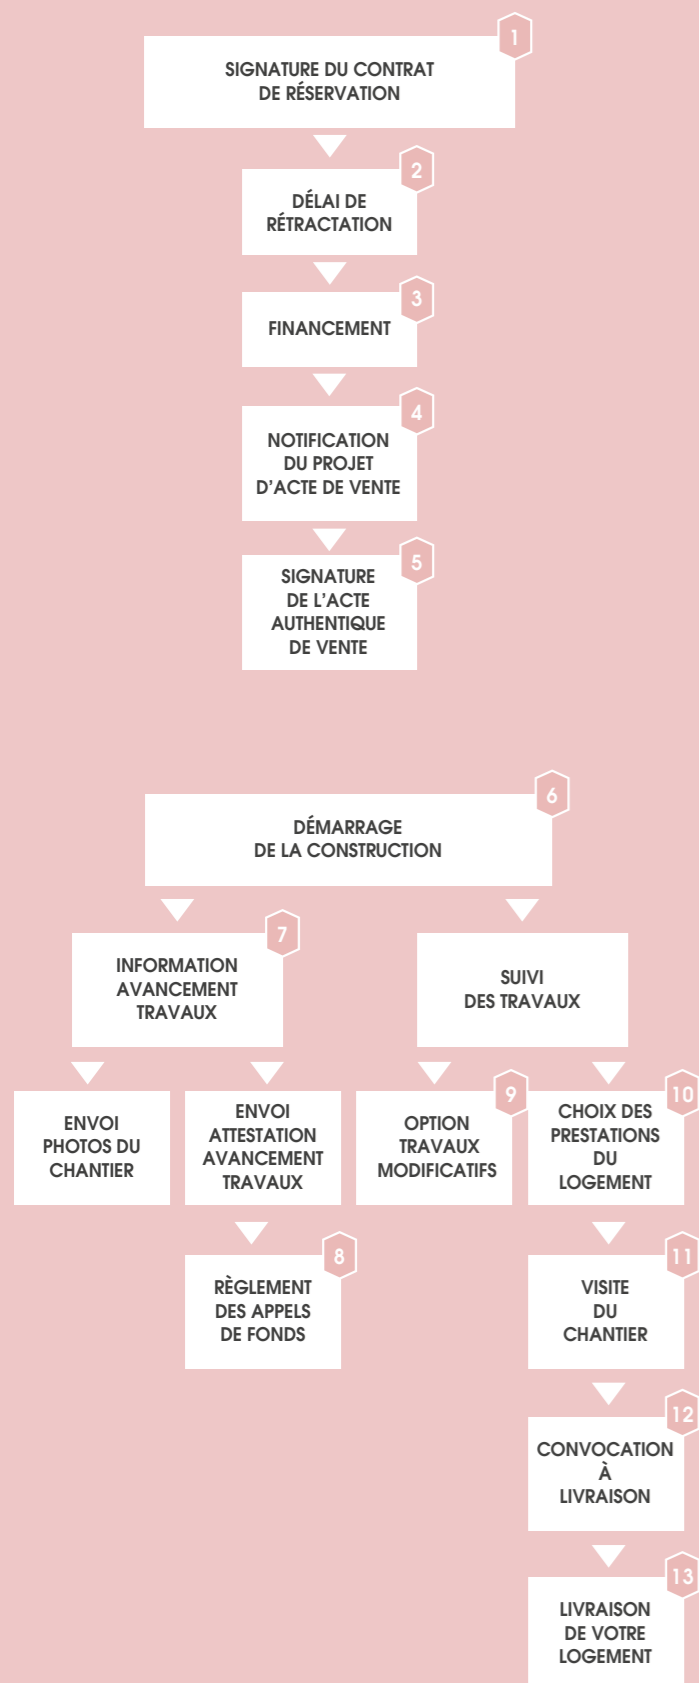 1
SIGNATURE DU CONTRAT
DE RÉSERVATION
2
DÉLAI DE
RÉTRACTATION
3
FINANCEMENT
4
NOTIFICATION
DU PROJET
D’ACTE DE VENTE
5
SIGNATURE
DE L’ACTE
AUTHENTIQUE
DE VENTE
6
DÉMARRAGE
DE LA CONSTRUCTION
7
INFORMATION
AVANCEMENT
TRAVAUX
SUIVI
DES TRAVAUX
ENVOI
PHOTOS DU
CHANTIER
ENVOI
ATTESTATION
AVANCEMENT
TRAVAUX
9
OPTION
TRAVAUX
MODIFICATIFS
10
CHOIX DES
PRESTATIONS
DU
LOGEMENT
8
RÈGLEMENT
DES APPELS
DE FONDS
11
VISITE
DU
CHANTIER
12
CONVOCATION
À
LIVRAISON
13
LIVRAISON
DE VOTRE
LOGEMENT